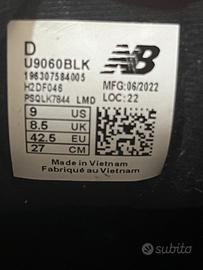 D
U9060BLK
196307584005
H2DF046
PSQLK7844 LMD
NB
MFG:06/2022
LOC:22
9 US
8.5 UK
42.5 EU
27 CM
Made in Vietnam
Fabriqué au Vietnam
subito